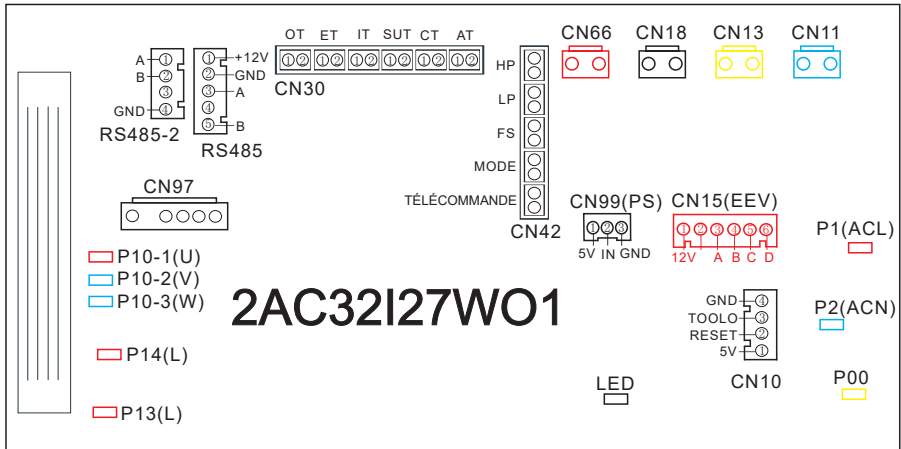 OT ET IT SUT CT AT
①② ①② ①② ①② ①② ①②
CN30
CN66
CN18
CN13
CN11
A ①
B ②
③
GND ④
RS485-2
① +12V
② GND
③ A
④
⑤ B
RS485
HP
LP
FS
MODE
TÉLÉCOMMANDE
CN42
CN97
CN99(PS)
①②③
5V IN GND
CN15(EEV)
①②③④⑤⑥
12V A B C D
P1(ACL)
P10-1(U)
P10-2(V)
P10-3(W)
2AC32I27WO1
GND ④
TOOLO ③
RESET ②
5V ①
CN10
P2(ACN)
P14(L)
LED
P00
P13(L)